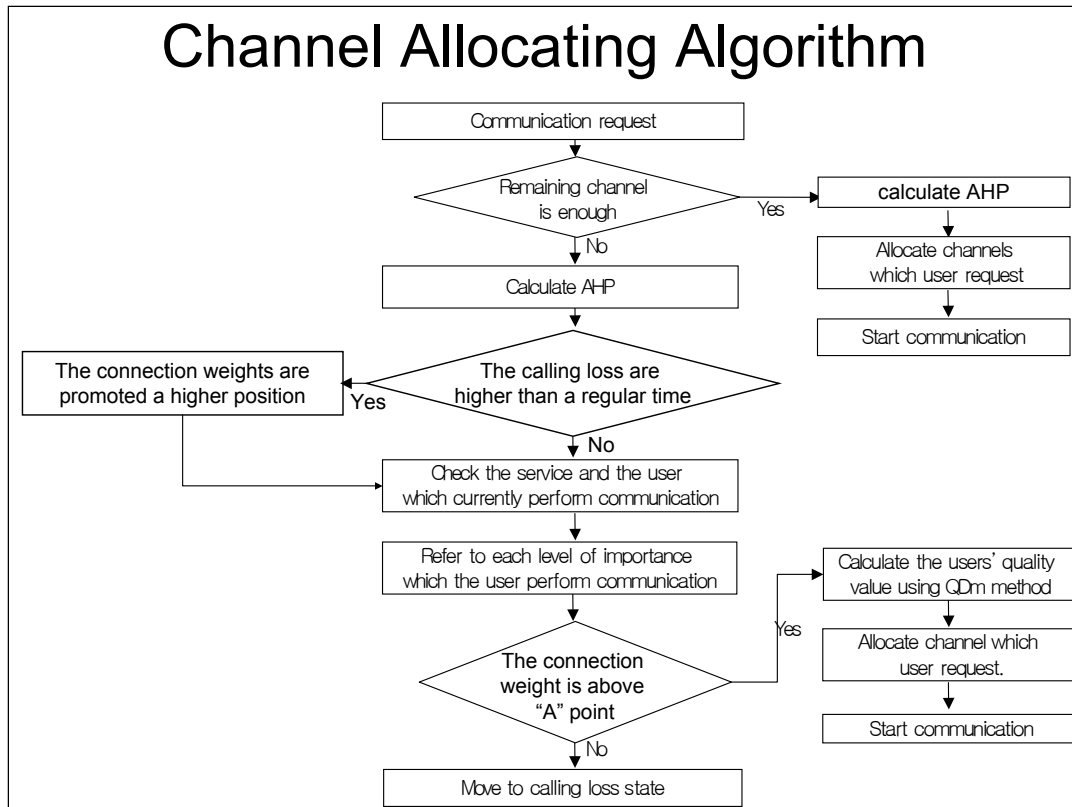 Channel Allocating Algorithm
Communication request
Remaining channel
is enough
Yes
No
calculate AHP
Allocate channels
which user request
Start communication
Calculate AHP
The calling loss are
higher than a regular time
Yes
No
The connection weights are
promoted a higher position
Check the service and the user
which currently perform communication
Refer to each level of importance
which the user perform communication
The connection
weight is above
“A” point
Yes
No
Calculate the users’ quality
value using QDm method
Allocate channel which
user request.
Start communication
Move to calling loss state